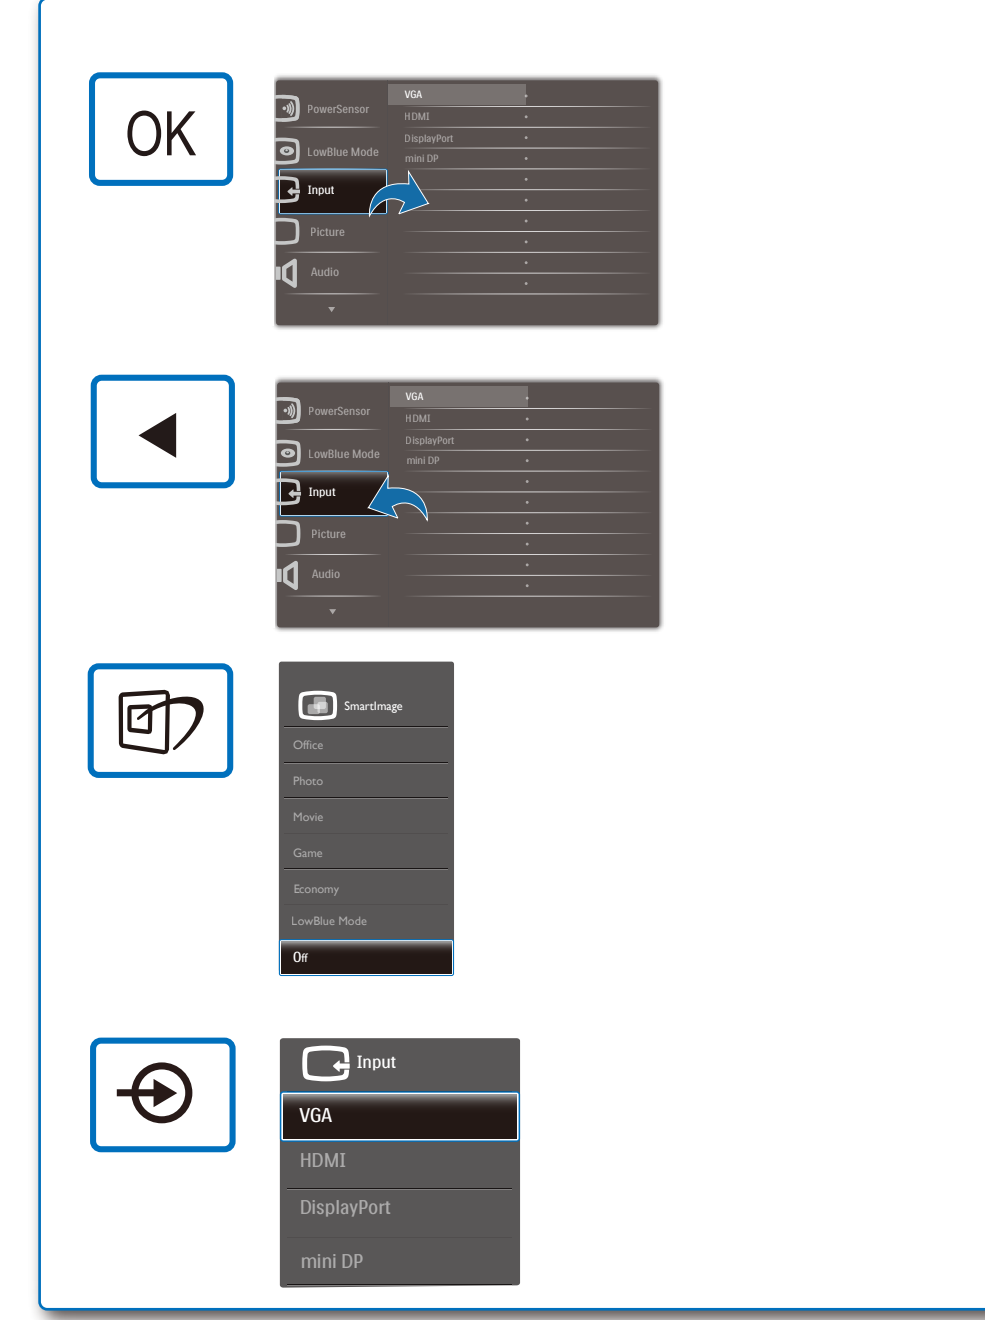 OK
PowerSensor
LowBlue Mode
Input
Picture
Audio
VGA
HDMI
DisplayPort
mini DP
PowerSensor
LowBlue Mode
Input
Picture
Audio
VGA
HDMI
DisplayPort
mini DP
SmartImage
Office
Photo
Movie
Game
Economy
LowBlue Mode
Off
Input
VGA
HDMI
DisplayPort
mini DP